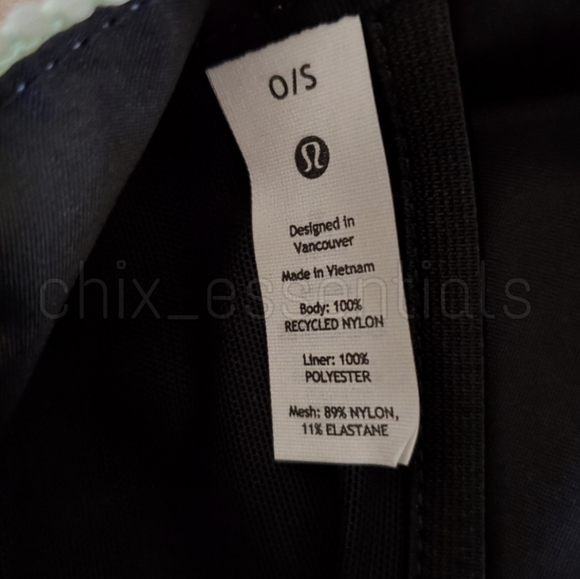 O/S
Designed in
Vancouver
Made in Vietnam
chix_essentials
Body: 100%
RECYCLED NYLON
Liner: 100%
POLYESTER
Mesh: 89% NYLON,
11% ELASTANE